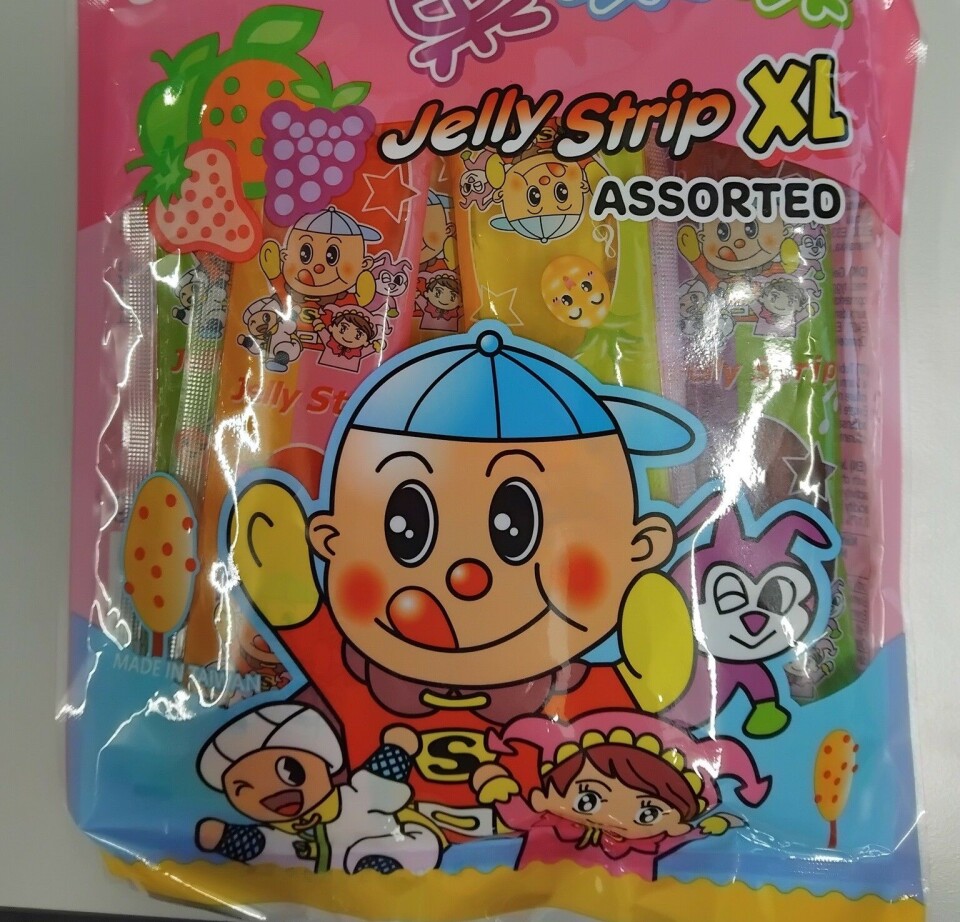 Jelly Strip XL
ASSORTED
Jelly St
Jelly Strip
MADE IN TAIWAN
S